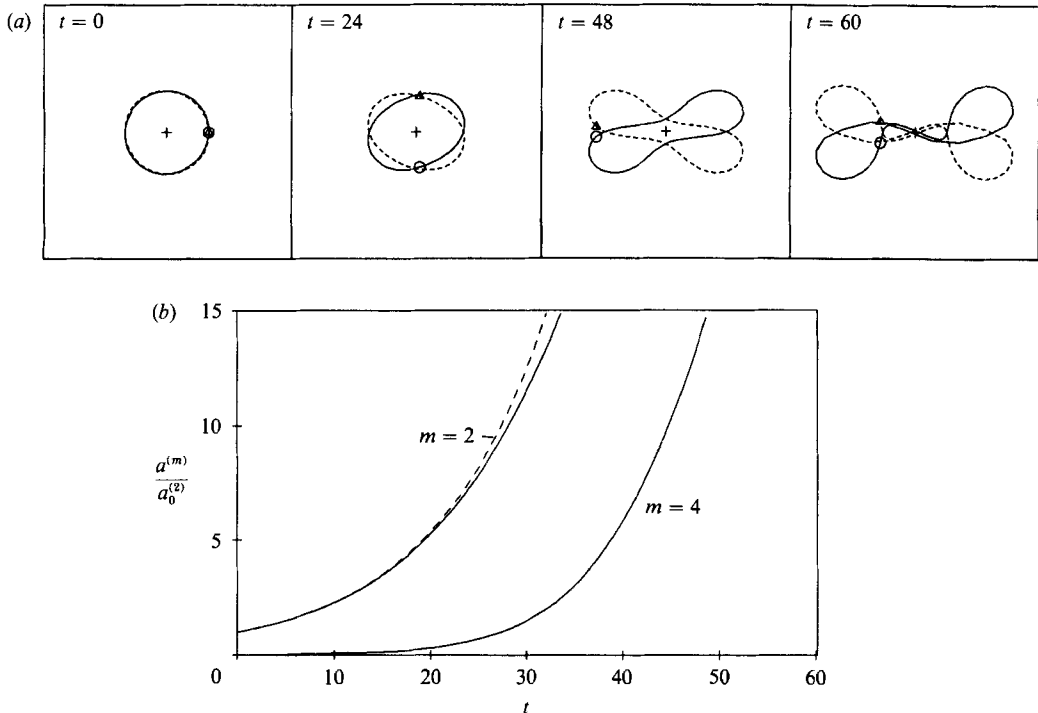 (a) t = 0 t = 24 t = 48 t = 60
(b) 15
10
5
0
m = 2
m = 4
a^{(m)}
a_0^{(2)}
0 10 20 30 40 50 60
t